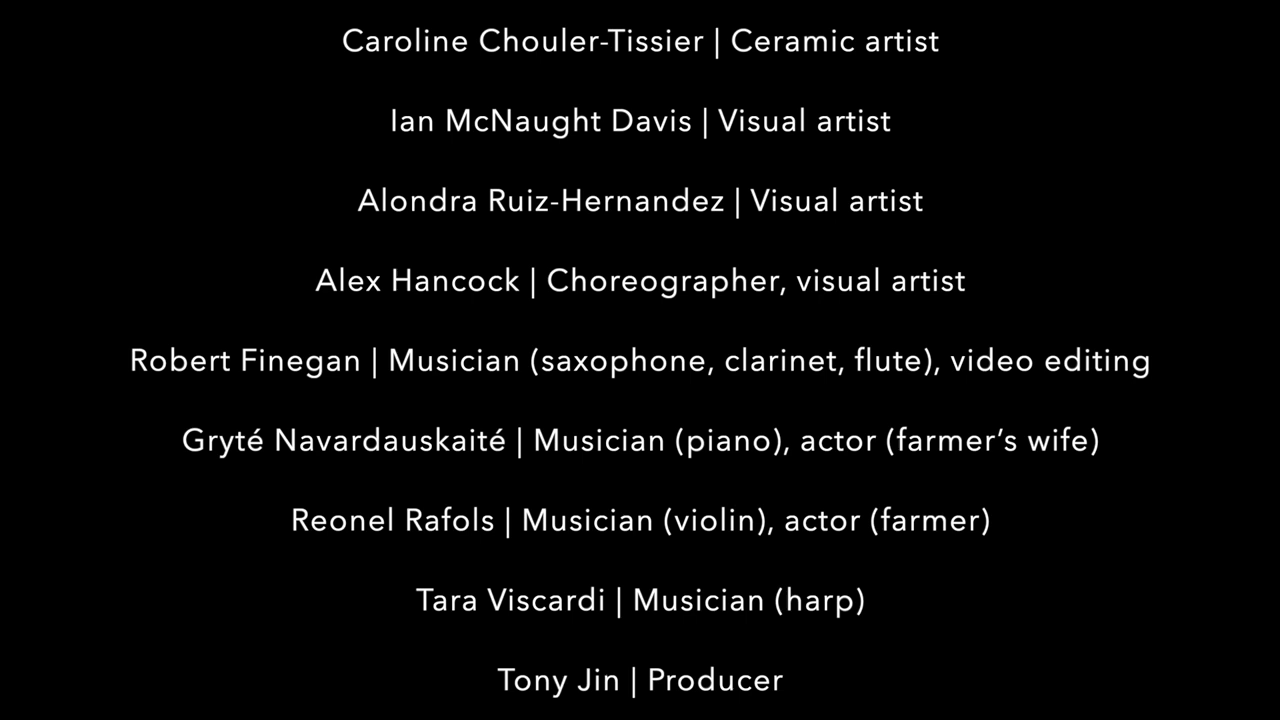 Caroline Chouler-Tissier | Ceramic artist
Ian McNaught Davis | Visual artist
Alondra Ruiz-Hernandez | Visual artist
Alex Hancock | Choreographer, visual artist
Robert Finegan | Musician (saxophone, clarinet, flute), video editing
Gryté Navardauskaité | Musician (piano), actor (farmer’s wife)
Reonel Rafols | Musician (violin), actor (farmer)
Tara Viscardi | Musician (harp)
Tony Jin | Producer